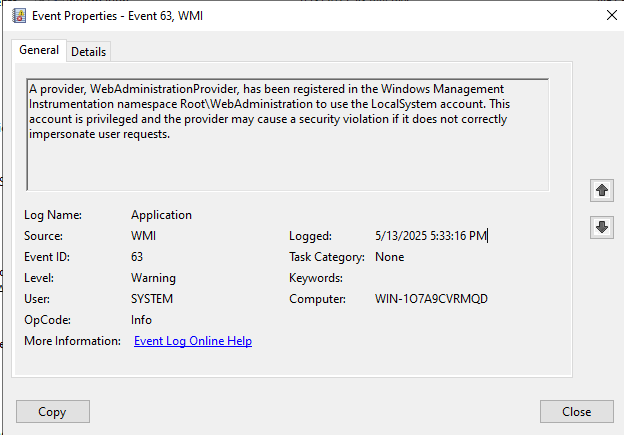 Event Properties - Event 63, WMI
General
Details
A provider, WebAdministrationProvider, has been registered in the Windows Management
Instrumentation namespace Root\WebAdministration to use the LocalSystem account. This
account is privileged and the provider may cause a security violation if it does not correctly
impersonate user requests.
Log Name: Application
Source: WMI Logged: 5/13/2025 5:33:16 PM
Event ID: 63 Task Category: None
Level: Warning Keywords:
User: SYSTEM Computer: WIN-1O7A9CVRMQD
OpCode: Info
More Information: Event Log Online Help
Copy Close